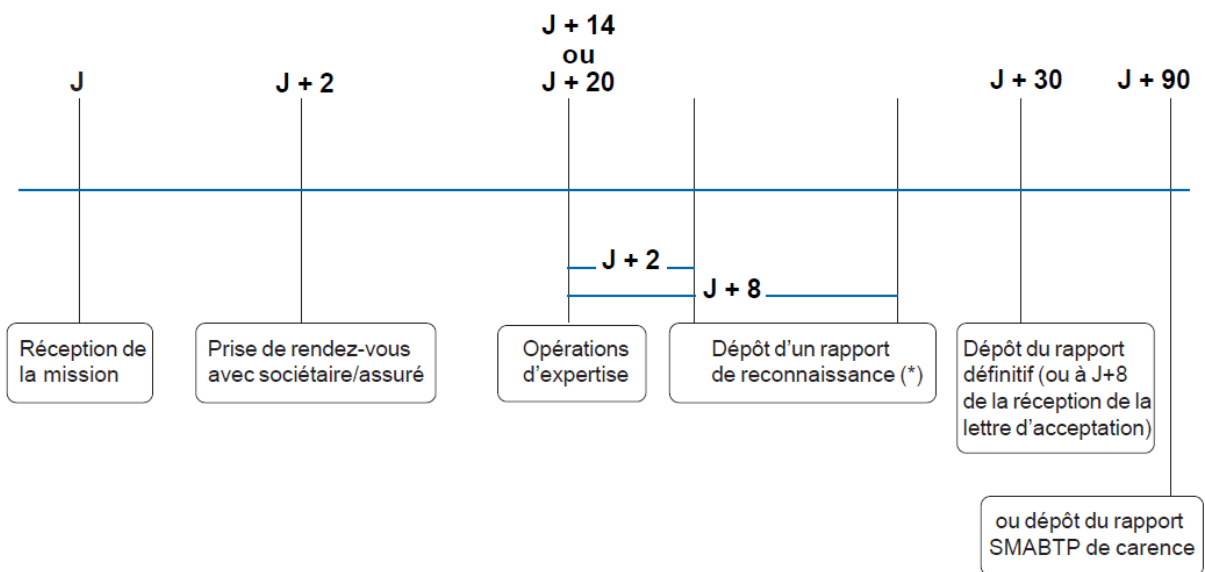 J + 14
ou
J J + 2 J + 20 J + 30 J + 90
J + 2
J + 8
Réception de
la mission
Prise de rendez-vous
avec sociétaire/assuré
Opérations
d'expertise
Dépôt d'un rapport
de reconnaissance (*)
Dépôt du rapport
définitif (ou à J+8
de la réception de la
lettre d'acceptation)
ou dépôt du rapport
SMABTP de carence